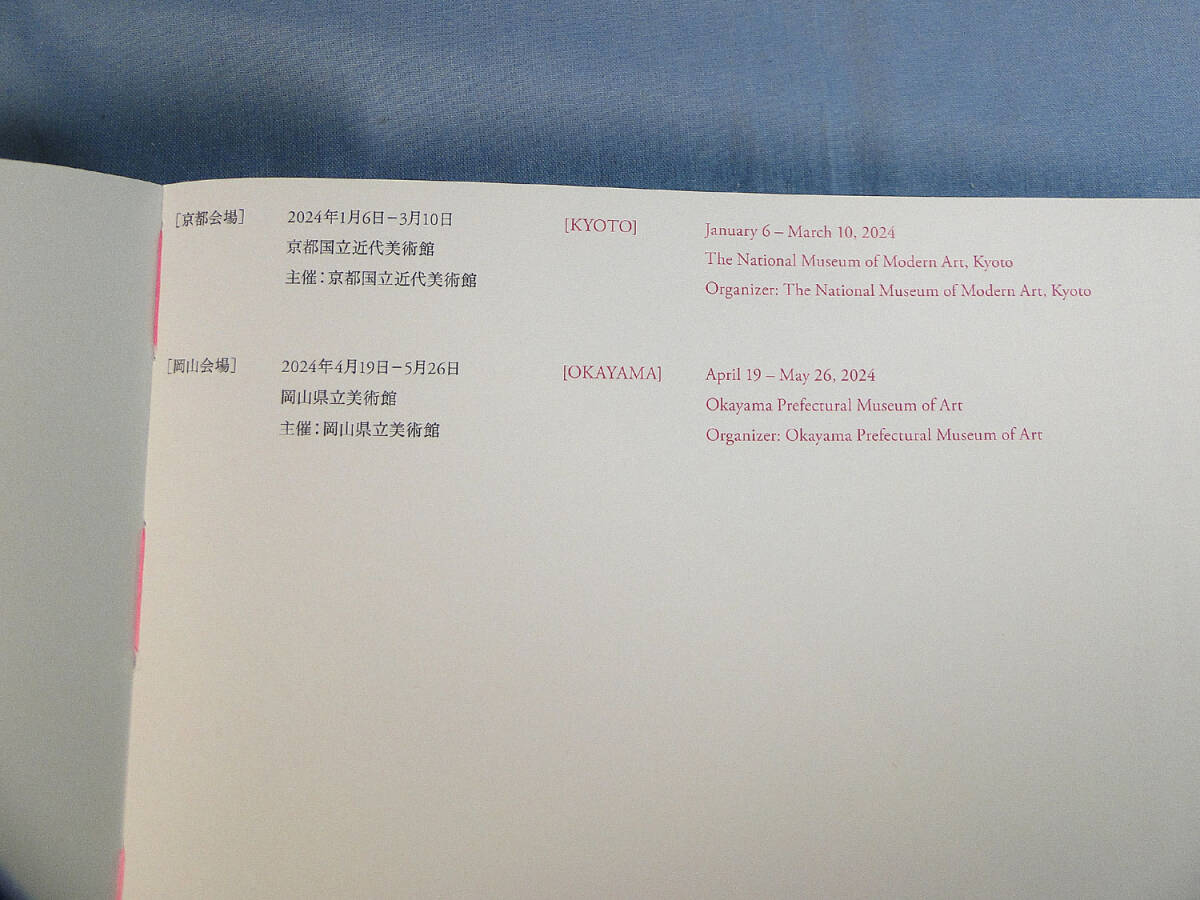 [京都会場]
2024年1月6日－3月10日
京都国立近代美術館
主催：京都国立近代美術館
[KYOTO]
January 6 – March 10, 2024
The National Museum of Modern Art, Kyoto
Organizer: The National Museum of Modern Art, Kyoto
[岡山会場]
2024年4月19日－5月26日
岡山県立美術館
主催：岡山県立美術館
[OKAYAMA]
April 19 – May 26, 2024
Okayama Prefectural Museum of Art
Organizer: Okayama Prefectural Museum of Art